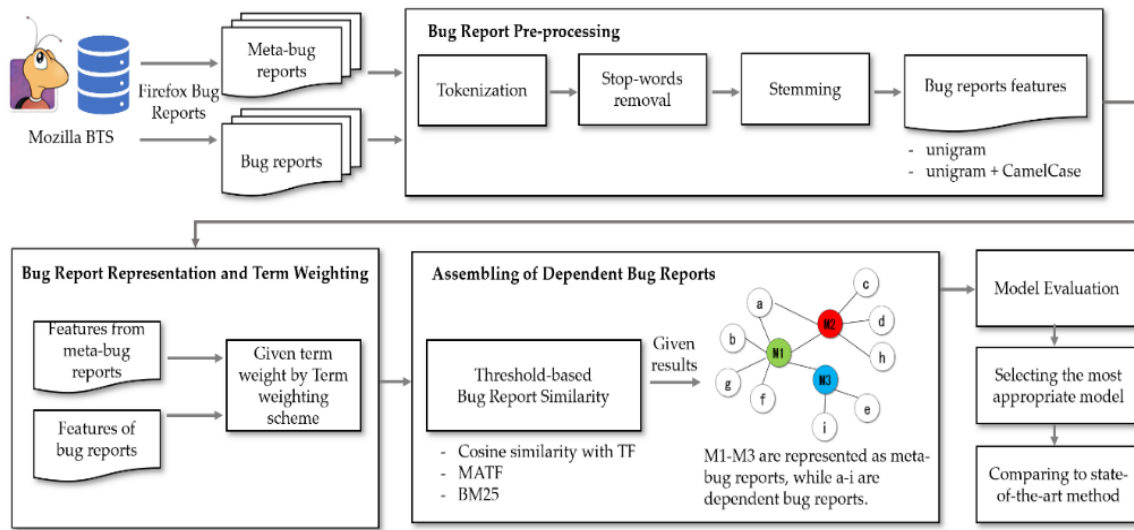 Mozilla BTS
Firefox Bug
Reports
Meta-bug
reports
Bug reports
Bug Report Pre-processing
Tokenization
Stop-words
removal
Stemming
Bug reports features
- unigram
- unigram + CamelCase
Bug Report Representation and Term Weighting
Features from
meta-bug
reports
Features of
bug reports
Given term
weight by Term
weighting
scheme
Assembling of Dependent Bug Reports
Threshold-based
Bug Report Similarity
- Cosine similarity with TF
- MATF
- BM25
Given
results
a
b
g
f
M1
M2
M3
c
d
h
e
i
M1-M3 are represented as meta-
bug reports, while a-i are
dependent bug reports.
Model Evaluation
Selecting the most
appropriate model
Comparing to state-
of-the-art method